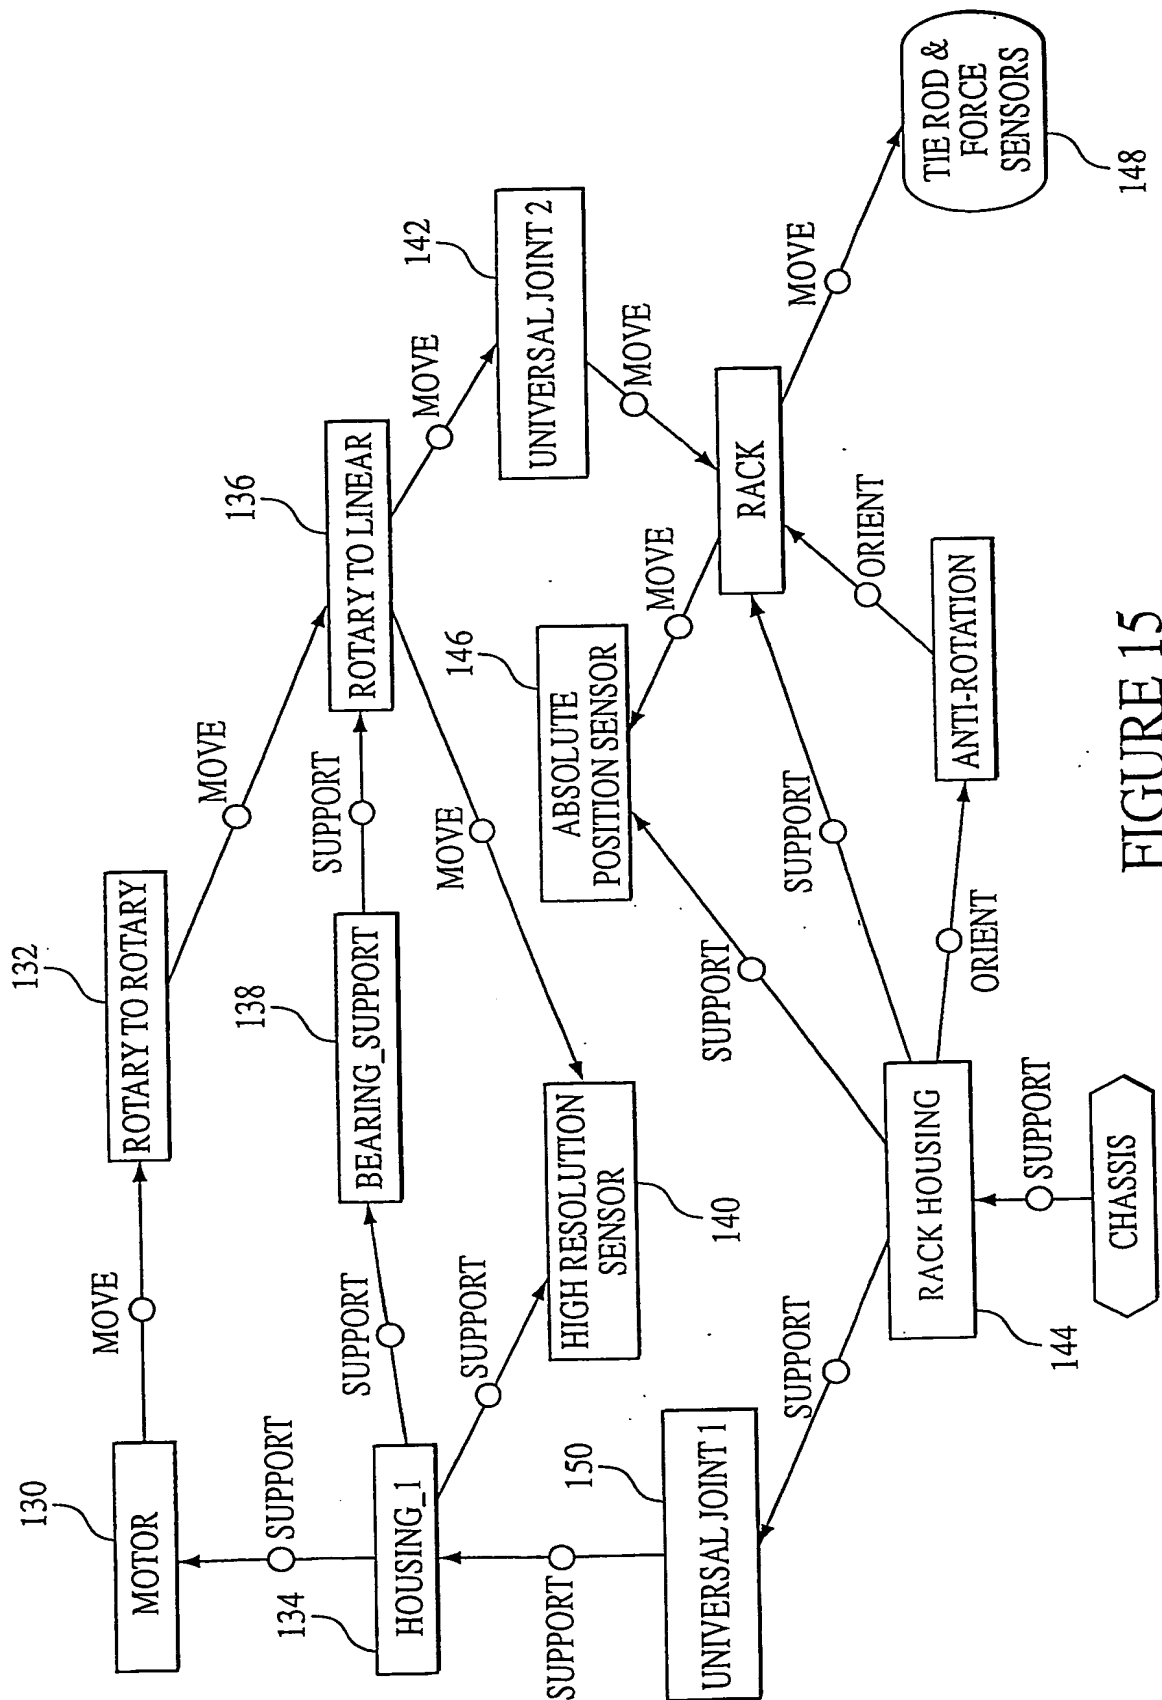 130
MOTOR
MOVE
132
ROTARY TO ROTARY
MOVE
SUPPORT
134
HOUSING_1
SUPPORT
138
BEARING_SUPPORT
SUPPORT
136
ROTARY TO LINEAR
MOVE
142
UNIVERSAL JOINT 2
SUPPORT
HIGH RESOLUTION
SENSOR
140
MOVE
MOVE
SUPPORT
150
UNIVERSAL JOINT 1
SUPPORT
146
ABSOLUTE
POSITION SENSOR
MOVE
SUPPORT
RACK
MOVE
TIE ROD &
FORCE
SENSORS
148
SUPPORT
144
RACK HOUSING
ORIENT
ANTI-ROTATION
ORIENT
SUPPORT
CHASSIS
FIGURE 15